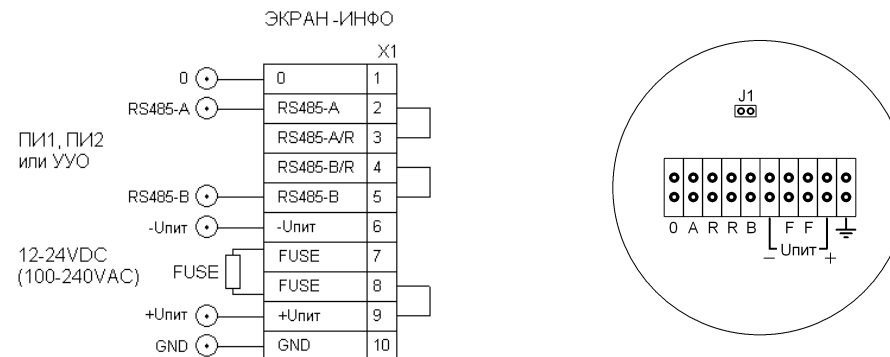 ЭКРАН-ИНФО
X1
0 0 1
RS485-A RS485-A 2
RS485-A/R 3
ПИ1, ПИ2
или УУО
RS485-B/R 4
RS485-B RS485-B 5
-Uпит -Uпит 6
12-24VDC
(100-240VAC)
FUSE
FUSE 7
FUSE 8
+Uпит +Uпит 9
GND GND 10
J1
0 A R R B F F
– Uпит +